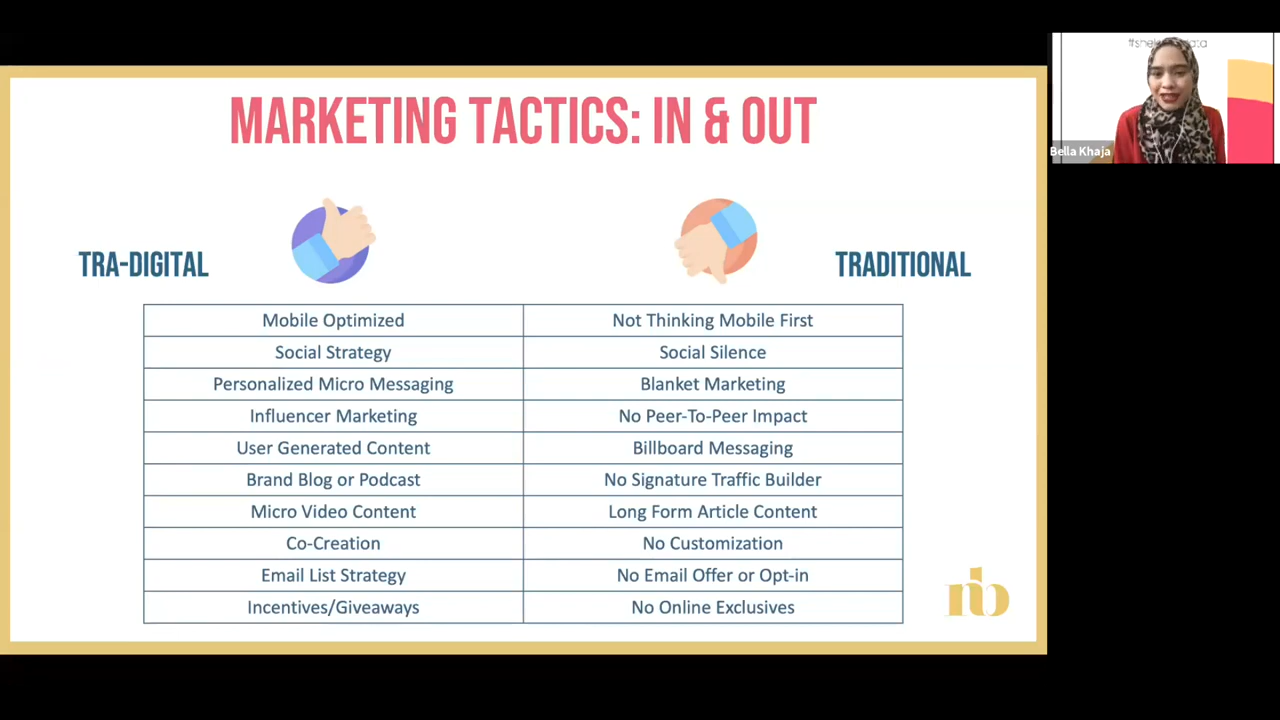 MARKETING TACTICS: IN & OUT
TRA-DIGITAL
TRADITIONAL
Mobile Optimized Not Thinking Mobile First
Social Strategy Social Silence
Personalized Micro Messaging Blanket Marketing
Influencer Marketing No Peer-To-Peer Impact
User Generated Content Billboard Messaging
Brand Blog or Podcast No Signature Traffic Builder
Micro Video Content Long Form Article Content
Co-Creation No Customization
Email List Strategy No Email Offer or Opt-in
Incentives/Giveaways No Online Exclusives
Bella Khaja